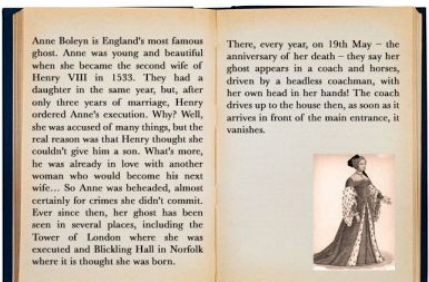 Anne Boleyn is England's most famous
ghost. Anne was young and beautiful
when she became the second wife of
Henry VIII in 1533. They had a
daughter in the same year, but, after
only three years of marriage, Henry
ordered Anne's execution. Why? Well,
she was accused of many things, but the
real reason was that Henry thought she
couldn't give him a son. What's more,
he was already in love with another
woman who would become his next
wife... So Anne was beheaded, almost
certainly for crimes she didn't commit.
Ever since then, her ghost has been
seen in several places, including the
Tower of London where she was
executed and Blickling Hall in Norfolk
where it is thought she was born.
There, every year, on 19th May – the
anniversary of her death – they say her
ghost appears in a coach and horses,
driven by a headless coachman, with
her own head in her hands! The coach
drives up to the house then, as soon as it
arrives in front of the main entrance, it
vanishes.